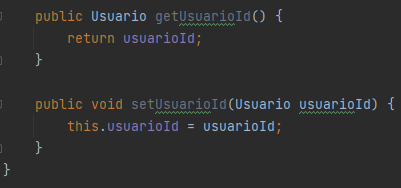 public Usuario getUsuarioId() {
return usuarioId;
}
public void setUsuarioId(Usuario usuarioId) {
this.usuarioId = usuarioId;
}
}